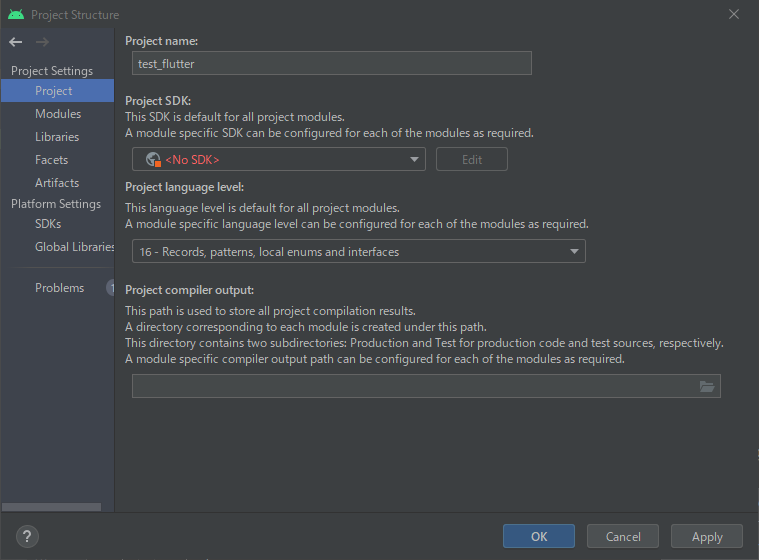 Project Structure
Project Settings
Project
Modules
Libraries
Facets
Artifacts
Platform Settings
SDKs
Global Libraries
Problems
1
Project name:
test_flutter
Project SDK:
This SDK is default for all project modules.
A module specific SDK can be configured for each of the modules as required.
<No SDK>
Edit
Project language level:
This language level is default for all project modules.
A module specific language level can be configured for each of the modules as required.
16 - Records, patterns, local enums and interfaces
Project compiler output:
This path is used to store all project compilation results.
A directory corresponding to each module is created under this path.
This directory contains two subdirectories: Production and Test for production code and test sources, respectively.
A module specific compiler output path can be configured for each of the modules as required.
?
OK
Cancel
Apply